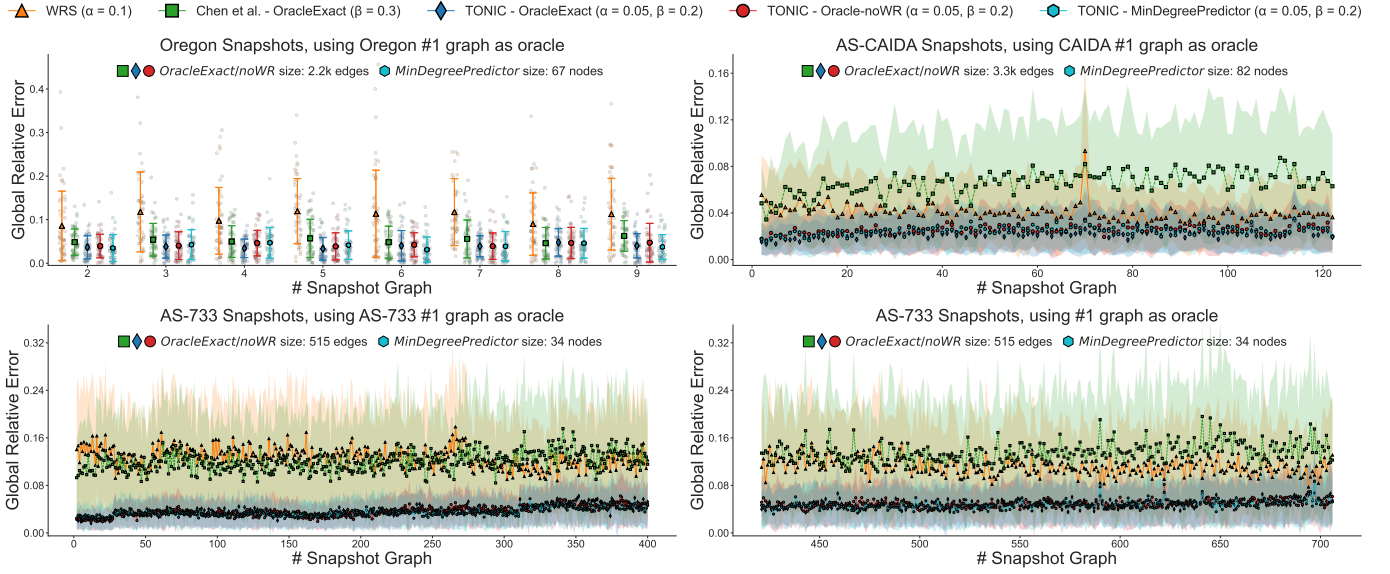 WRS (α = 0.1) Chen et al. - OracleExact (β = 0.3) TONIC - OracleExact (α = 0.05, β = 0.2) TONIC - Oracle-noWR (α = 0.05, β = 0.2) TONIC - MinDegreePredictor (α = 0.05, β = 0.2)
Oregon Snapshots, using Oregon #1 graph as oracle
OracleExact/noWR size: 2.2k edges MinDegreePredictor size: 67 nodes
Global Relative Error
0.4
0.3
0.2
0.1
0.0
2 3 4 5 6 7 8 9
# Snapshot Graph
AS-CAIDA Snapshots, using CAIDA #1 graph as oracle
OracleExact/noWR size: 3.3k edges MinDegreePredictor size: 82 nodes
Global Relative Error
0.16
0.12
0.08
0.04
0.00
0 20 40 60 80 100 120
# Snapshot Graph
AS-733 Snapshots, using AS-733 #1 graph as oracle
OracleExact/noWR size: 515 edges MinDegreePredictor size: 34 nodes
Global Relative Error
0.32
0.24
0.16
0.08
0.00
0 50 100 150 200 250 300 350 400
# Snapshot Graph
AS-733 Snapshots, using #1 graph as oracle
OracleExact/noWR size: 515 edges MinDegreePredictor size: 34 nodes
Global Relative Error
0.32
0.24
0.16
0.08
0.00
450 500 550 600 650 700
# Snapshot Graph